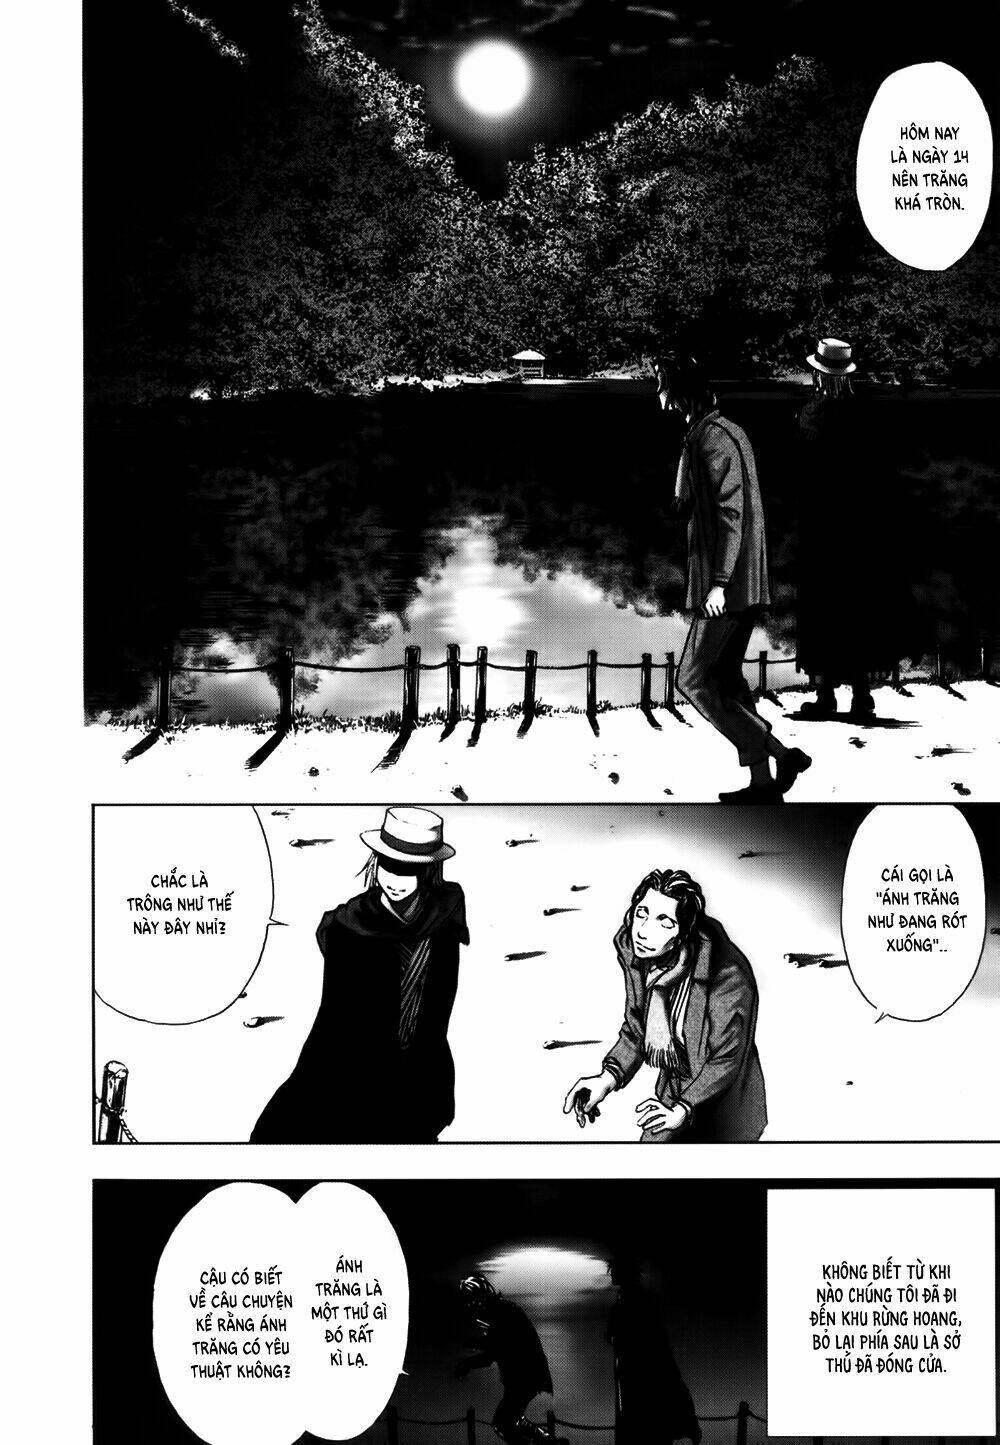 HÔM NAY
LÀ NGÀY 14
NÊN TRĂNG
KHÁ TRÒN.
CÁI GỌI LÀ
"ÁNH TRĂNG
NHƯ ĐANG RÓT
XUỐNG"..
CHẮC LÀ
TRÔNG NHƯ THẾ
NÀY ĐÂY NHỈ?
KHÔNG BIẾT TỪ KHI
NÀO CHÚNG TÔI ĐÃ ĐI
ĐẾN KHU RỪNG HOANG,
BỎ LẠI PHÍA SAU LÀ SỞ
THÚ ĐÃ ĐÓNG CỬA.
ÁNH
TRĂNG LÀ
MỘT THỨ GÌ
ĐÓ RẤT
KÌ LẠ.
CẬU CÓ BIẾT
VỀ CÂU CHUYỆN
KỂ RẰNG ÁNH
TRĂNG CÓ YÊU
THUẬT KHÔNG?